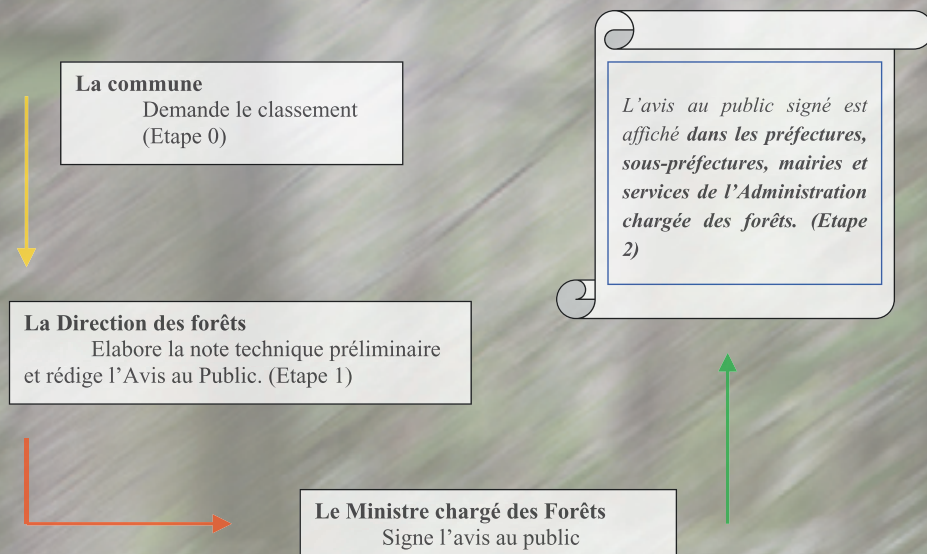 La commune
Demande le classement
(Etape 0)
La Direction des forêts
Elabore la note technique préliminaire
et rédige l'Avis au Public. (Etape 1)
Le Ministre chargé des Forêts
Signe l'avis au public
L'avis au public signé est
affiché dans les préfectures,
sous-préfectures, mairies et
services de l'Administration
chargée des forêts. (Etape
2)